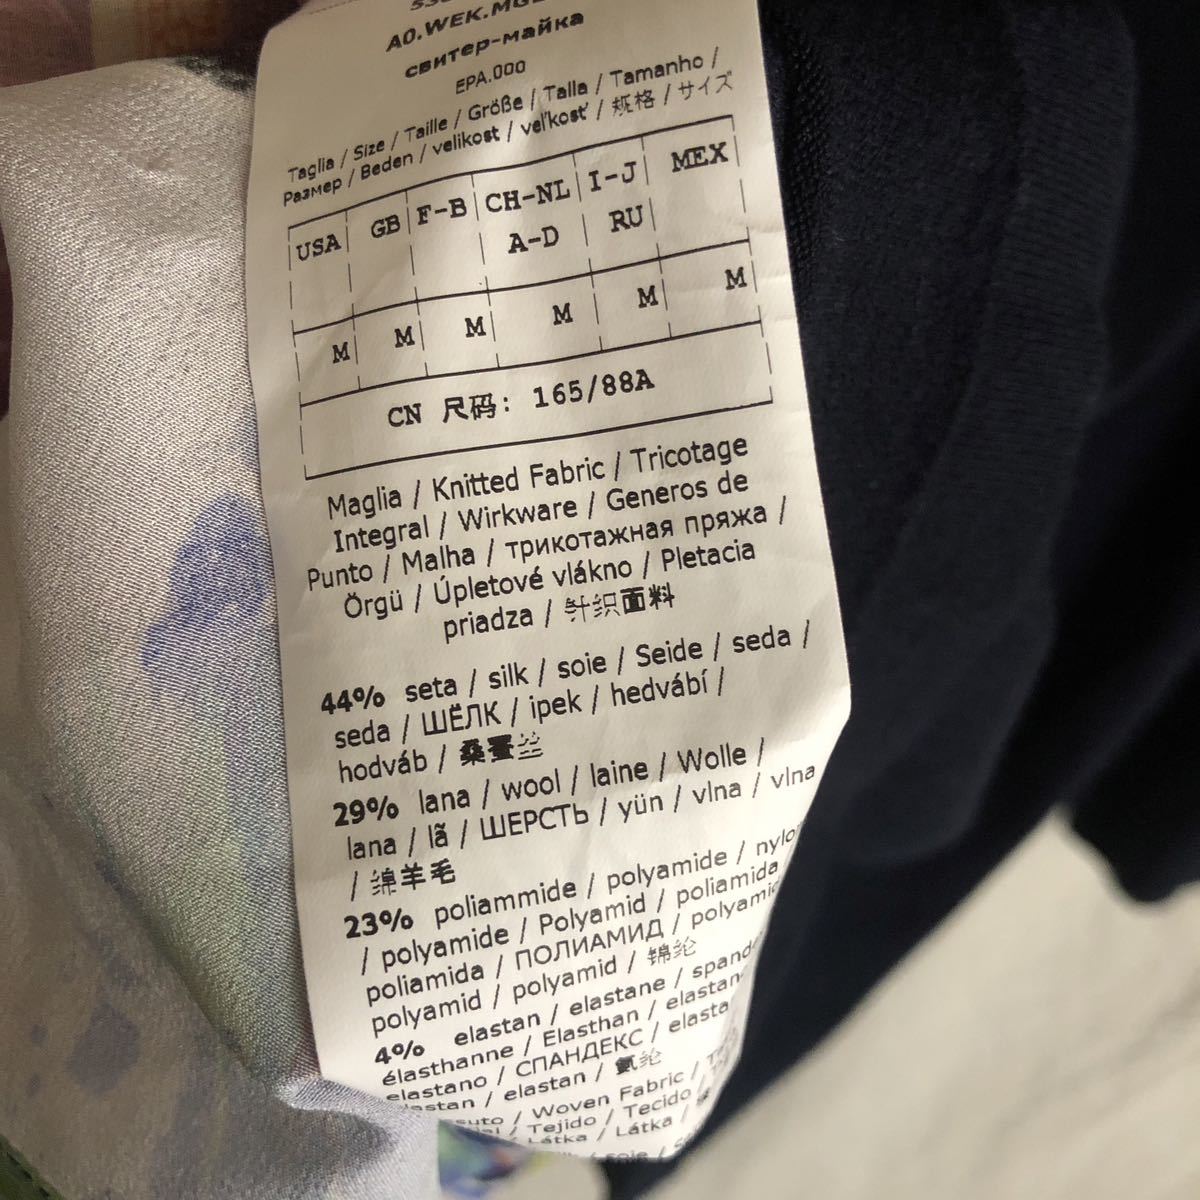 A0.WEK.
свитер-майка
EPA.000
Taglia / Size / Taille / Größe / Talla / Tamanho /
Размер / Beden / velikost / veľkosť / 规格 / サイズ
USA GB F-B CH-NL I-J MEX
A-D RU
M M M M M M
CN 尺码: 165/88A
Maglia / Knitted Fabric / Tricotage
Integral / Wirkware / Generos de
Punto / Malha / трикотажная пряжа /
Örgü / Úpletové vlákno / Pletacia
priadza / 针织面料
44% seta / silk / soie / Seide / seda /
seda / ШЁЛК / ipek / hedvábí /
hodváb / 桑蚕丝
29% lana / wool / laine / Wolle /
lana / lã / ШЕРСТЬ / yün / vlna / vlna
/ 绵羊毛
23% poliammide / polyamide / nylon
/ polyamide / Polyamid / poliamida
poliamida / ПОЛИАМИД / polyamid
polyamid / polyamid / 锦纶
4% elastan / elastane / spand
élasthanne / Elasthan / elastan
elastano / СПАНДЕКС / elasta
elastan / elastan / 氨纶
/ Woven Fabric /
/ Tejido / Tecido
Látka / Látka /
/ soie /